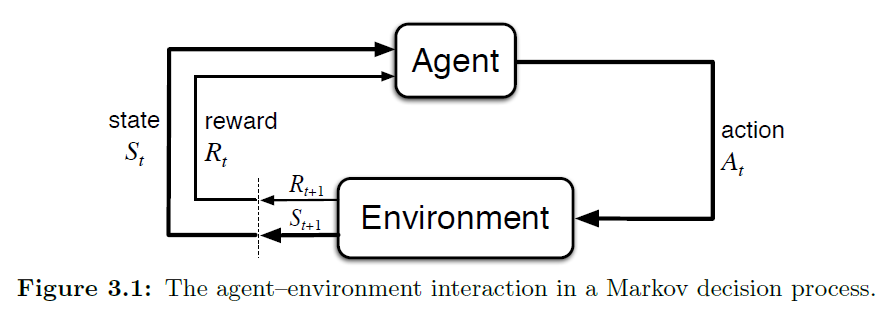 Agent
state
S_t
reward
R_t
action
A_t
R_{t+1}
S_{t+1}
Environment
Figure 3.1: The agent–environment interaction in a Markov decision process.